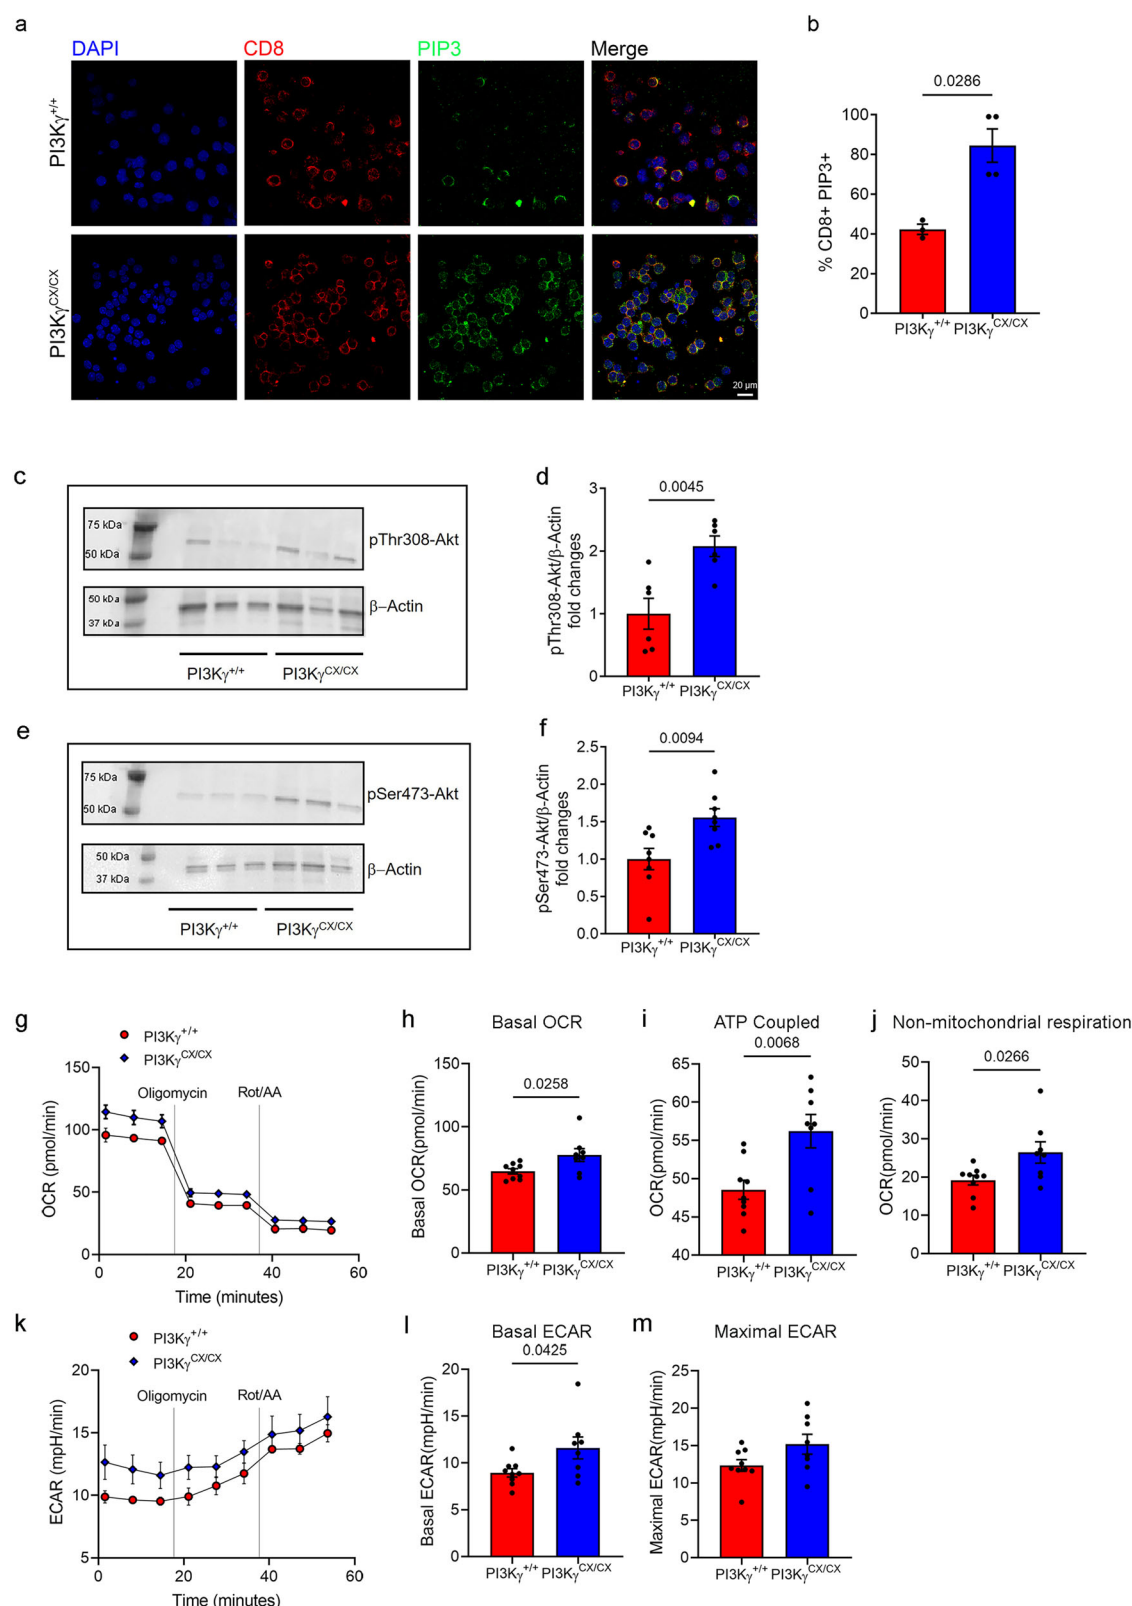 a
DAPI
CD8
PIP3
Merge
PI3Kγ+/+
PI3KγCX/CX
20 µm
b
0.0286
% CD8+ PIP3+
100
80
60
40
20
0
PI3Kγ+/+ PI3KγCX/CX
c
75 kDa
50 kDa
pThr308-Akt
50 kDa
37 kDa
β–Actin
PI3Kγ+/+
PI3KγCX/CX
d
0.0045
pThr308-Akt/β-Actin
fold changes
3
2
1
0
PI3Kγ+/+ PI3KγCX/CX
e
75 kDa
50 kDa
pSer473-Akt
50 kDa
37 kDa
β–Actin
PI3Kγ+/+
PI3KγCX/CX
f
0.0094
pSer473-Akt/β-Actin
fold changes
2.5
2.0
1.5
1.0
0.5
0.0
PI3Kγ+/+ PI3KγCX/CX
g
PI3Kγ+/+
PI3KγCX/CX
Oligomycin
Rot/AA
OCR (pmol/min)
150
100
50
0
0 20 40 60
Time (minutes)
h
Basal OCR
0.0258
Basal OCR(pmol/min)
150
100
50
0
PI3Kγ+/+ PI3KγCX/CX
i
ATP Coupled
0.0068
OCR(pmol/min)
65
60
55
50
45
40
PI3Kγ+/+ PI3KγCX/CX
j
Non-mitochondrial respiration
0.0266
OCR(pmol/min)
50
40
30
20
10
0
PI3Kγ+/+ PI3KγCX/CX
k
PI3Kγ+/+
PI3KγCX/CX
Oligomycin
Rot/AA
ECAR (mpH/min)
20
15
10
5
0 20 40 60
Time (minutes)
l
Basal ECAR
0.0425
Basal ECAR(mpH/min)
20
15
10
5
0
PI3Kγ+/+ PI3KγCX/CX
m
Maximal ECAR
Maximal ECAR(mpH/min)
25
20
15
10
5
0
PI3Kγ+/+ PI3KγCX/CX